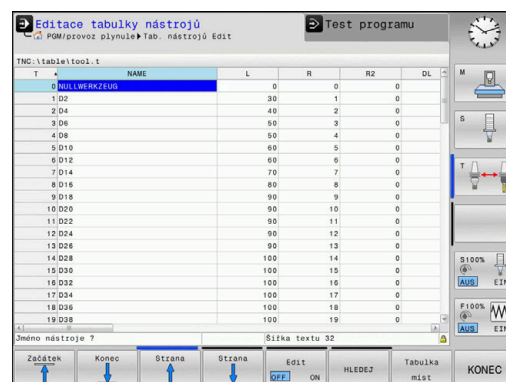 Editace tabulky nástrojů
Test programu
PGM/provoz plynule Tab. nástrojů Edit
TNC:\table\tool.t
T NAME L R R2 DL
0 NULLWERKZEUG 0 0 0
1 D2 30 1 0
2 D4 40 2 0
3 D6 50 3 0
4 D8 50 4 0
5 D10 60 5 0
6 D12 60 6 0
7 D14 70 7 0
8 D16 80 8 0
9 D18 90 9 0
10 D20 90 10 0
11 D22 90 11 0
12 D24 90 12 0
13 D26 90 13 0
14 D28 100 14 0
15 D30 100 15 0
16 D32 100 16 0
17 D34 100 17 0
18 D36 100 18 0
19 D38 100 19 0
Jméno nástroje ? Šířka textu 32
M
S
T
S100%
AUS EIN
F100%
AUS EIN
Začátek Konec Strana Strana Edit OFF ON HLEDEJ Tabulka míst KONEC